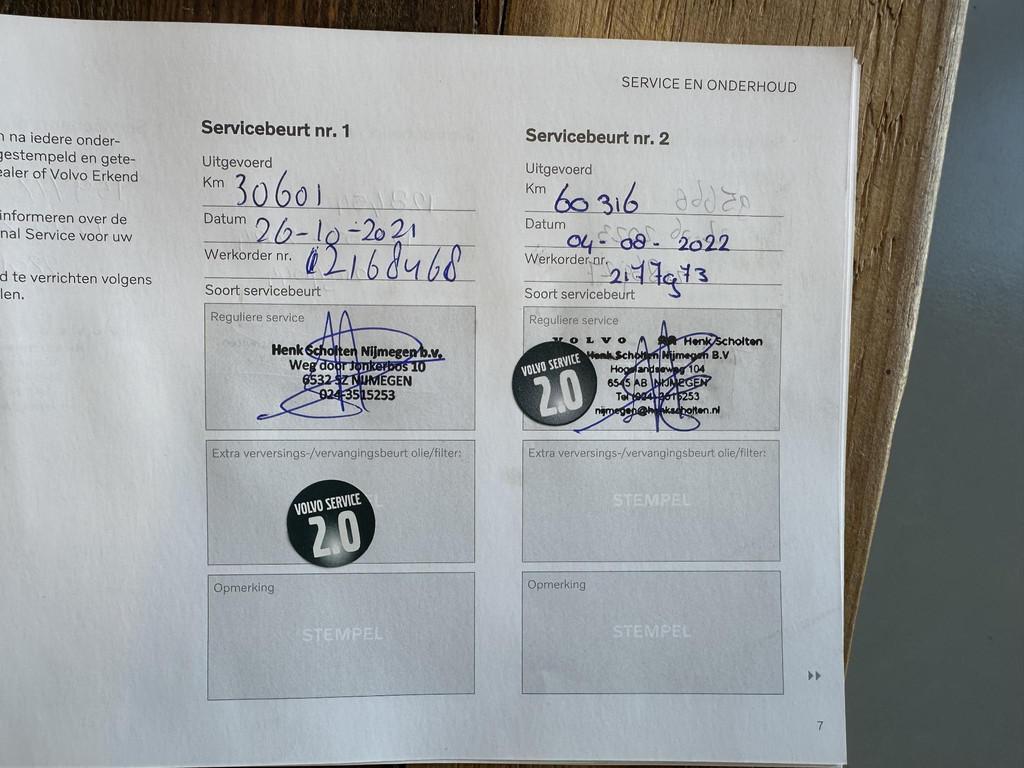 SERVICE EN ONDERHOUD
n na iedere onder-
gestempeld en gete-
ealer of Volvo Erkend
informeren over de
nal Service voor uw
d te verrichten volgens
len.
Servicebeurt nr. 1
Uitgevoerd
Km 30601
Datum 26-10-2021
Werkorder nr. 02168468
Soort servicebeurt
Reguliere service
Henk Scholten Nijmegen b.v.
Weg door Jonkerbos 10
6532 SZ NIJMEGEN
024-3515253
Extra verversings-/vervangingsbeurt olie/filter:
VOLVO SERVICE
2.0
Opmerking
STEMPEL
Servicebeurt nr. 2
Uitgevoerd
Km 60316
Datum 04-08-2022
Werkorder nr. 2177973
Soort servicebeurt
Reguliere service
VOLVO Henk Scholten
Henk Scholten Nijmegen B.V
Hogelandseweg 104
6545 AB NIJMEGEN
Tel 024-3515253
nijmegen@henkscholten.nl
VOLVO SERVICE
2.0
Extra verversings-/vervangingsbeurt olie/filter:
STEMPEL
Opmerking
STEMPEL
7